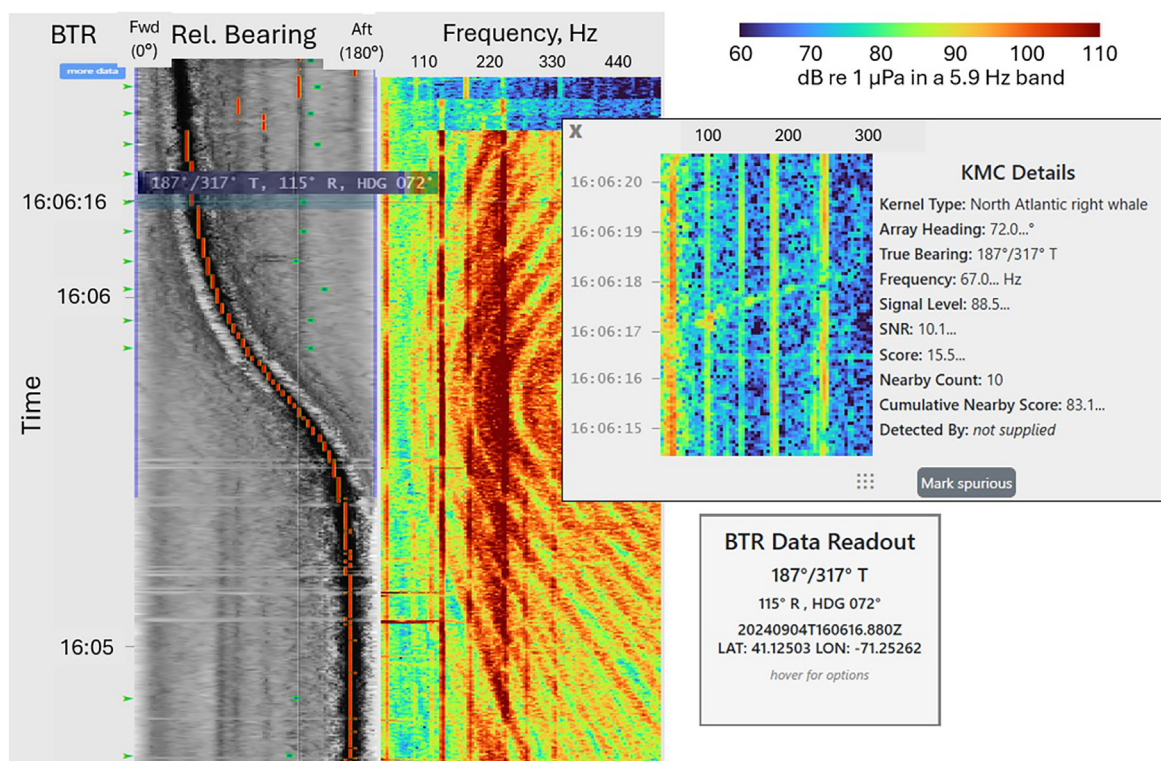 BTR
Fwd
(0°)
Rel. Bearing
Aft
(180°)
Frequency, Hz
110 220 330 440
60 70 80 90 100 110
dB re 1 µPa in a 5.9 Hz band
more data
187°/317° T, 115° R, HDG 072°
16:06:16
16:06
16:05
Time
X
100 200 300
16:06:20
16:06:19
16:06:18
16:06:17
16:06:16
16:06:15
KMC Details
Kernel Type: North Atlantic right whale
Array Heading: 72.0...°
True Bearing: 187°/317° T
Frequency: 67.0... Hz
Signal Level: 88.5...
SNR: 10.1...
Score: 15.5...
Nearby Count: 10
Cumulative Nearby Score: 83.1...
Detected By: not supplied
Mark spurious
BTR Data Readout
187°/317° T
115° R , HDG 072°
20240904T160616.880Z
LAT: 41.12503 LON: -71.25262
hover for options